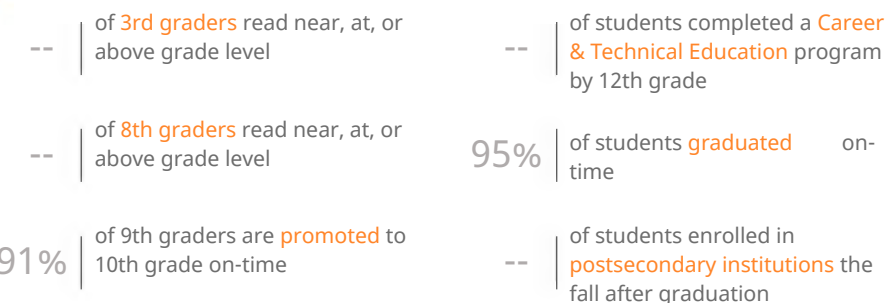 --
of 3rd graders read near, at, or
above grade level
--
of 8th graders read near, at, or
above grade level
91%
of 9th graders are promoted to
10th grade on-time
--
of students completed a Career
& Technical Education program
by 12th grade
95%
of students graduated on-
time
--
of students enrolled in
postsecondary institutions the
fall after graduation